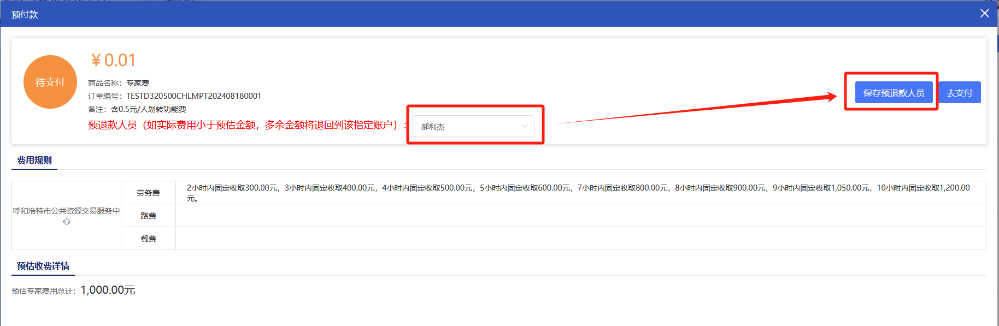 预付款
待支付
￥0.01
商品名称：专家费
订单编号：TESTD320500CHLMPT202408180001
备注：含0.5元/人划转功能费
预退款人员（如实际费用小于预估金额，多余金额将退回到该指定账户）：
郝利杰
保存预退款人员
去支付
费用规则
呼和浩特市公共资源交易服务中
心
劳务费
2小时内固定收取300.00元，3小时内固定收取400.00元，4小时内固定收取500.00元，5小时内固定收取600.00元，7小时内固定收取800.00元，8小时内固定收取900.00元，9小时内固定收取1,050.00元，10小时内固定收取1,200.00
元。
路费
餐费
预估收费详情
预估专家费用总计：1,000.00元